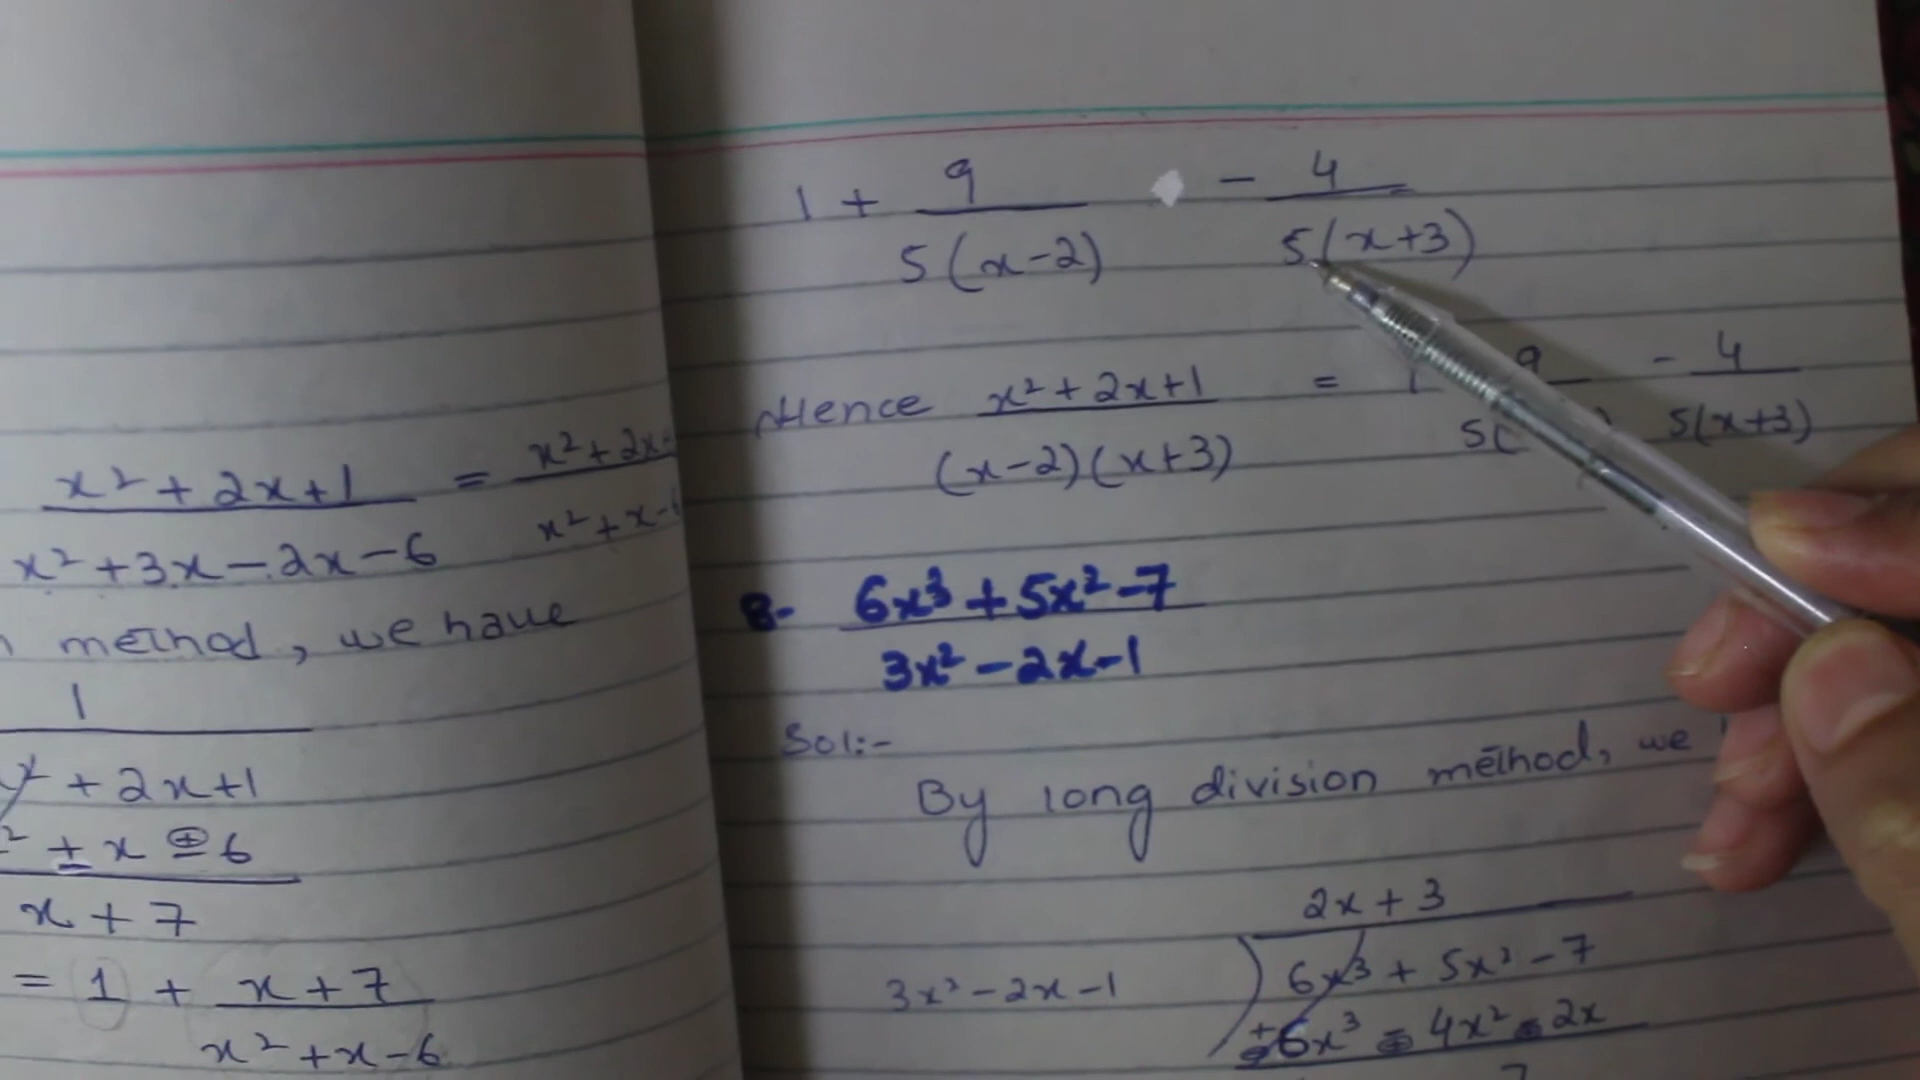 x² + 2x + 1 = x² + 2x
x² + 3x - 2x - 6 x² + x -
method, we have
1
+ 2x + 1
² ± x ∓ 6
x + 7
= 1 + x + 7
x² + x - 6
1 + 9 - 4
5(x-2) 5(x+3)
Hence x² + 2x + 1 = 1 9 - 4
(x-2)(x+3) 5( ) 5(x+3)
8- 6x³ + 5x² - 7
3x² - 2x - 1
Sol:-
By long division method, we
2x + 3
3x² - 2x - 1 ) 6x³ + 5x² - 7
6x³ 4x² 2x
7